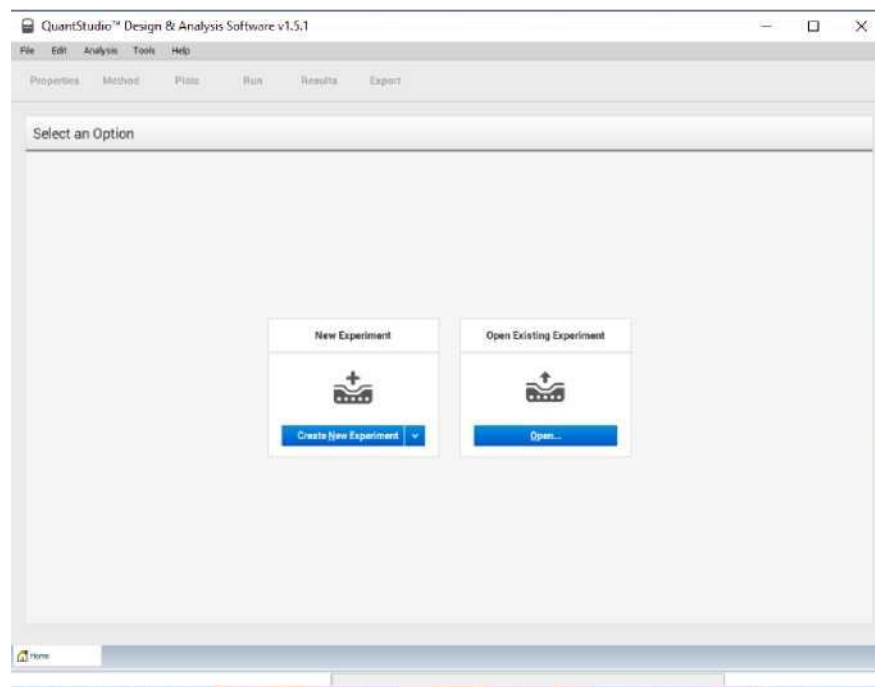 QuantStudio™ Design & Analysis Software v1.5.1
File Edit Analysis Tools Help
Properties Method Plate Run Results Export
Select an Option
New Experiment Open Existing Experiment
Create New Experiment Open...
Home